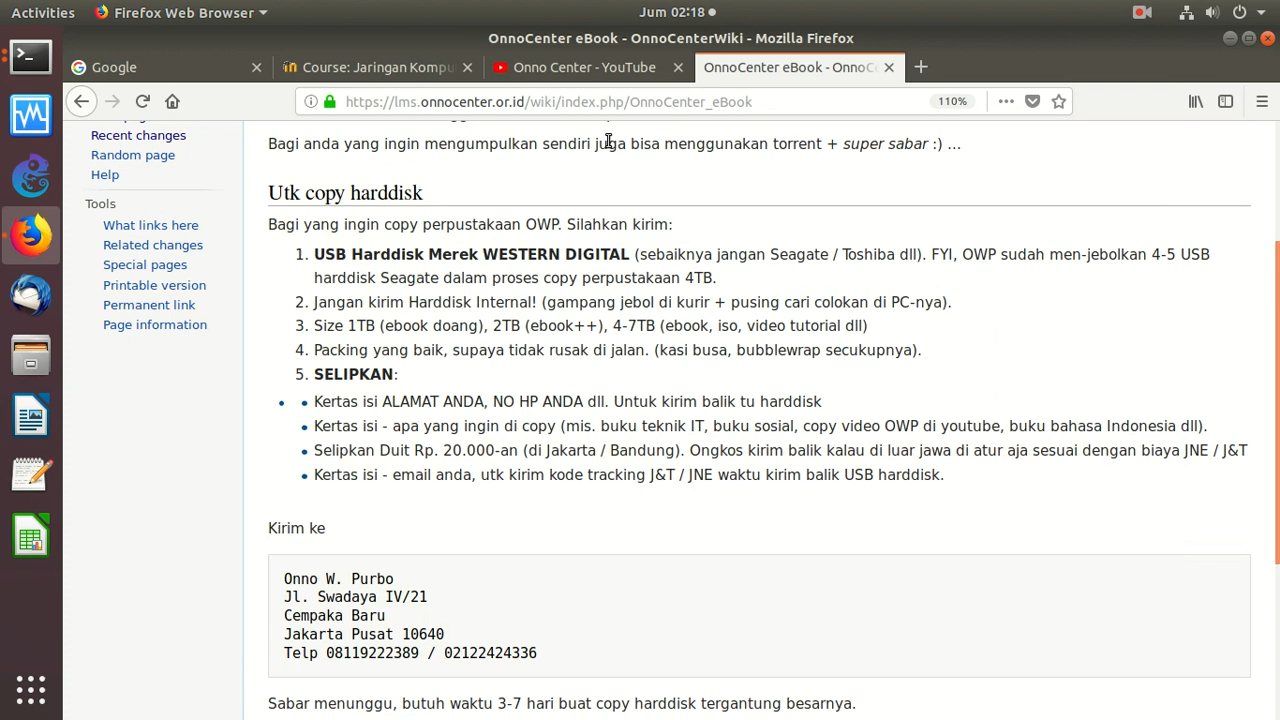 Activities Firefox Web Browser Jum 02:18
OnnoCenter eBook - OnnoCenterWiki - Mozilla Firefox
Google Course: Jaringan Kompu Onno Center - YouTube OnnoCenter eBook - OnnoC
https://lms.onnocenter.or.id/wiki/index.php/OnnoCenter_eBook 110%
Recent changes
Random page
Help
Tools
What links here
Related changes
Special pages
Printable version
Permanent link
Page information
Bagi anda yang ingin mengumpulkan sendiri juga bisa menggunakan torrent + super sabar :) ...
Utk copy harddisk
Bagi yang ingin copy perpustakaan OWP. Silahkan kirim:
1. USB Harddisk Merek WESTERN DIGITAL (sebaiknya jangan Seagate / Toshiba dll). FYI, OWP sudah men-jebolkan 4-5 USB
harddisk Seagate dalam proses copy perpustakaan 4TB.
2. Jangan kirim Harddisk Internal! (gampang jebol di kurir + pusing cari colokan di PC-nya).
3. Size 1TB (ebook doang), 2TB (ebook++), 4-7TB (ebook, iso, video tutorial dll)
4. Packing yang baik, supaya tidak rusak di jalan. (kasi busa, bubblewrap secukupnya).
5. SELIPKAN:
• • Kertas isi ALAMAT ANDA, NO HP ANDA dll. Untuk kirim balik tu harddisk
• Kertas isi - apa yang ingin di copy (mis. buku teknik IT, buku sosial, copy video OWP di youtube, buku bahasa Indonesia dll).
• Selipkan Duit Rp. 20.000-an (di Jakarta / Bandung). Ongkos kirim balik kalau di luar jawa di atur aja sesuai dengan biaya JNE / J&T
• Kertas isi - email anda, utk kirim kode tracking J&T / JNE waktu kirim balik USB harddisk.
Kirim ke
Onno W. Purbo
Jl. Swadaya IV/21
Cempaka Baru
Jakarta Pusat 10640
Telp 08119222389 / 02122424336
Sabar menunggu, butuh waktu 3-7 hari buat copy harddisk tergantung besarnya.